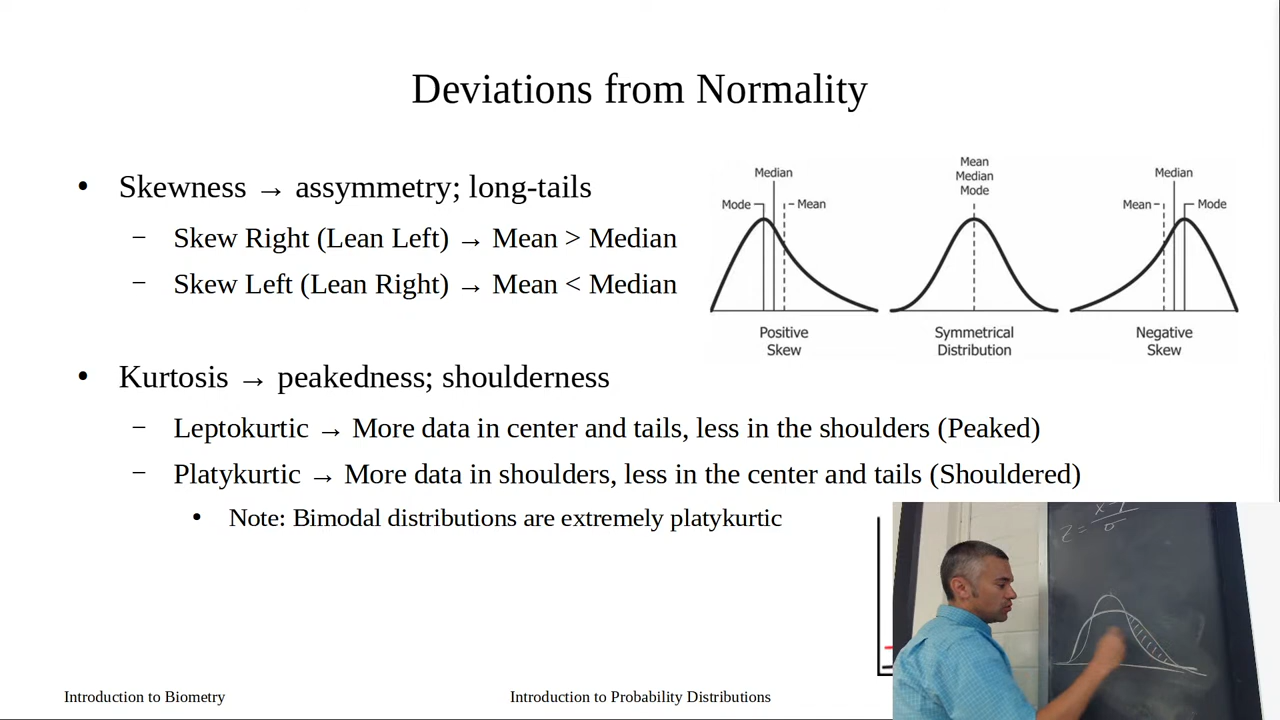 Deviations from Normality
• Skewness → assymmetry; long-tails
– Skew Right (Lean Left) → Mean > Median
– Skew Left (Lean Right) → Mean < Median
Median
Mode
Mean
Mean
Median
Mode
Median
Mean
Mode
Positive
Skew
Symmetrical
Distribution
Negative
Skew
• Kurtosis → peakedness; shoulderness
– Leptokurtic → More data in center and tails, less in the shoulders (Peaked)
– Platykurtic → More data in shoulders, less in the center and tails (Shouldered)
• Note: Bimodal distributions are extremely platykurtic
Introduction to Biometry
Introduction to Probability Distributions